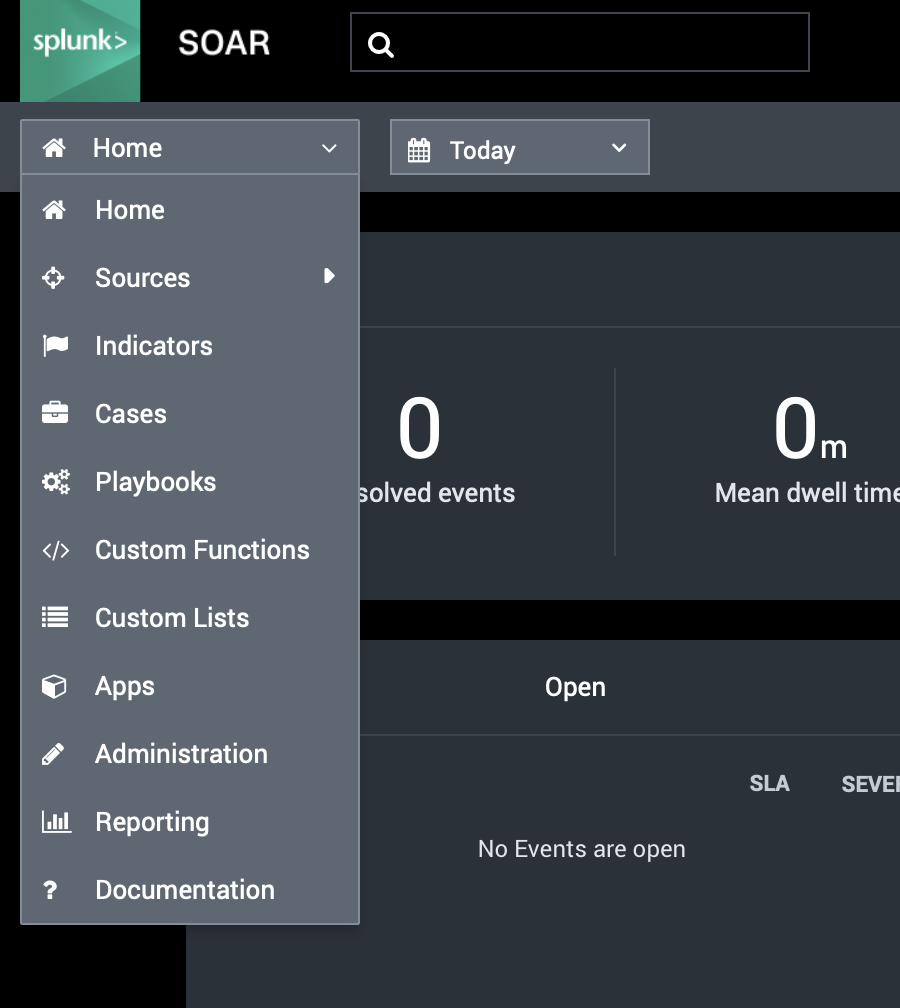 splunk> SOAR
Home Today
Home
Sources
Indicators
Cases
Playbooks
Custom Functions
Custom Lists
Apps
Administration
Reporting
Documentation
0 0m
solved events Mean dwell time
Open
SLA SEVER
No Events are open